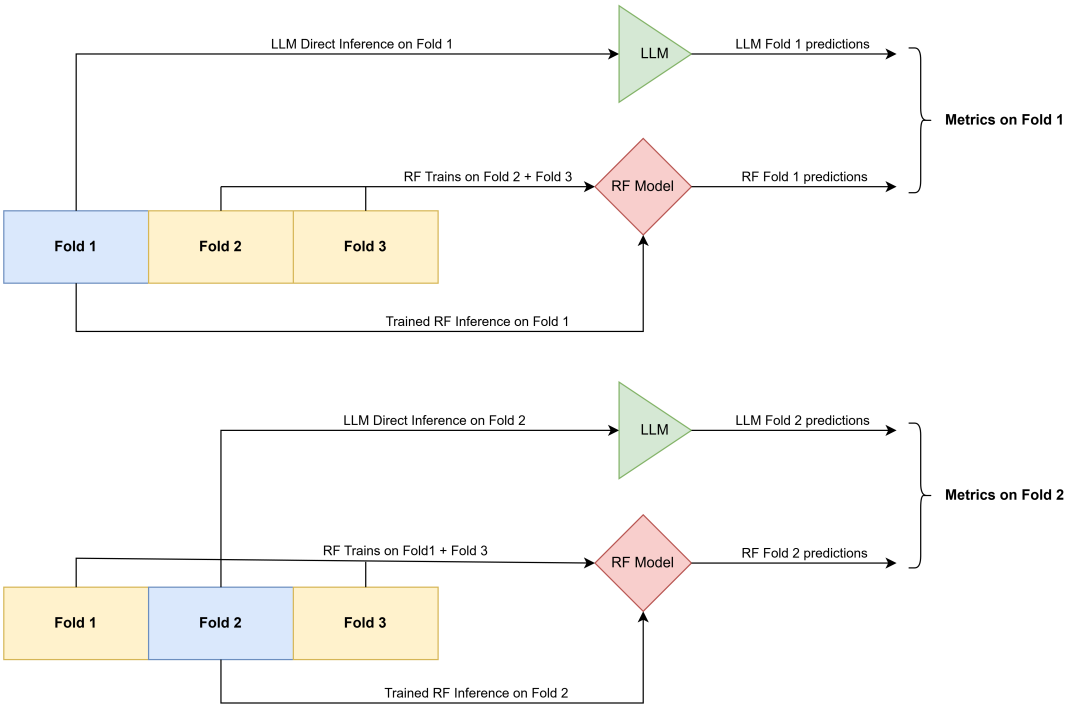 LLM Direct Inference on Fold 1
LLM
LLM Fold 1 predictions
Metrics on Fold 1
RF Trains on Fold 2 + Fold 3
RF Model
RF Fold 1 predictions
Fold 1
Fold 2
Fold 3
Trained RF Inference on Fold 1
LLM Direct Inference on Fold 2
LLM
LLM Fold 2 predictions
Metrics on Fold 2
RF Trains on Fold1 + Fold 3
RF Model
RF Fold 2 predictions
Fold 1
Fold 2
Fold 3
Trained RF Inference on Fold 2